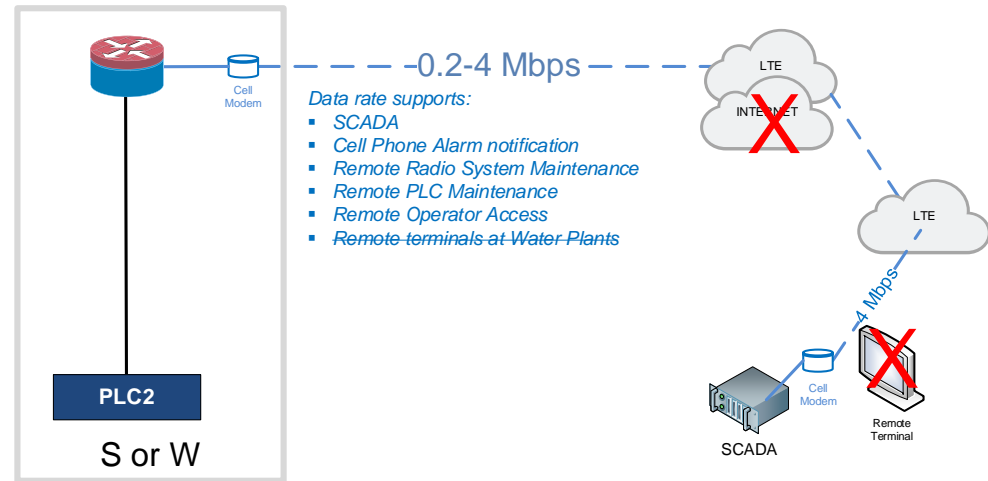 0.2-4 Mbps
Cell
Modem
Data rate supports:
▪ SCADA
▪ Cell Phone Alarm notification
▪ Remote Radio System Maintenance
▪ Remote PLC Maintenance
▪ Remote Operator Access
▪ Remote terminals at Water Plants
LTE
INTERNET
LTE
4 Mbps
Cell
Modem
Remote
Terminal
SCADA
PLC2
S or W